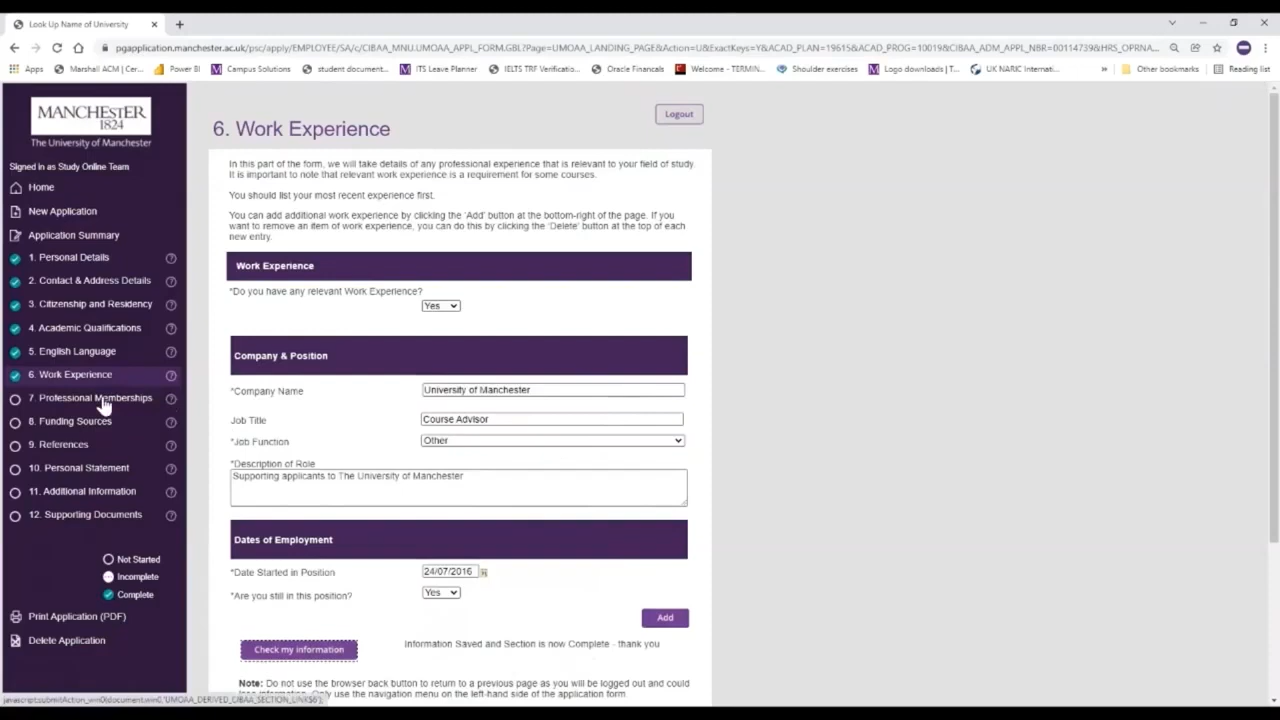 Look Up Name of University
pgapplication.manchester.ac.uk/psc/apply/EMPLOYEE/SA/c/CIBAA_MNU.UMOAA_APPL_FORM.GBL?Page=UMOAA_LANDING_PAGE&Action=U&ExactKeys=Y&ACAD_PLAN=19615&ACAD_PROG=10019&CIBAA_ADM_APPL_NBR=00114739&HRS_OPRNA...
Apps Marshall ACM | Cer... Power BI Campus Solutions student document... ITS Leave Planner IELTS TRF Verificatio... Oracle Financals Welcome - TERMIN... Shoulder exercises Logo downloads | T... UK NARIC Internati... » Other bookmarks Reading list
MANCHESTER
1824
The University of Manchester
Signed in as Study Online Team
Home
New Application
Application Summary
1. Personal Details
2. Contact & Address Details
3. Citizenship and Residency
4. Academic Qualifications
5. English Language
6. Work Experience
7. Professional Memberships
8. Funding Sources
9. References
10. Personal Statement
11. Additional Information
12. Supporting Documents
Not Started
Incomplete
Complete
Print Application (PDF)
Delete Application
Logout
6. Work Experience
In this part of the form, we will take details of any professional experience that is relevant to your field of study.
It is important to note that relevant work experience is a requirement for some courses.
You should list your most recent experience first.
You can add additional work experience by clicking the 'Add' button at the bottom-right of the page. If you
want to remove an item of work experience, you can do this by clicking the 'Delete' button at the top of each
new entry.
Work Experience
*Do you have any relevant Work Experience?
Yes
Company & Position
*Company Name University of Manchester
Job Title Course Advisor
*Job Function Other
*Description of Role
Supporting applicants to The University of Manchester
Dates of Employment
*Date Started in Position 24/07/2016
*Are you still in this position? Yes
Add
Check my information Information Saved and Section is now Complete - thank you
Note: Do not use the browser back button to return to a previous page as you will be logged out and could
lose information. Only use the navigation menu on the left-hand side of the application form
javascript:submitAction_win0(document.win0,'UMOAA_DERIVED_CIBAA_SECTION_LINK$6');